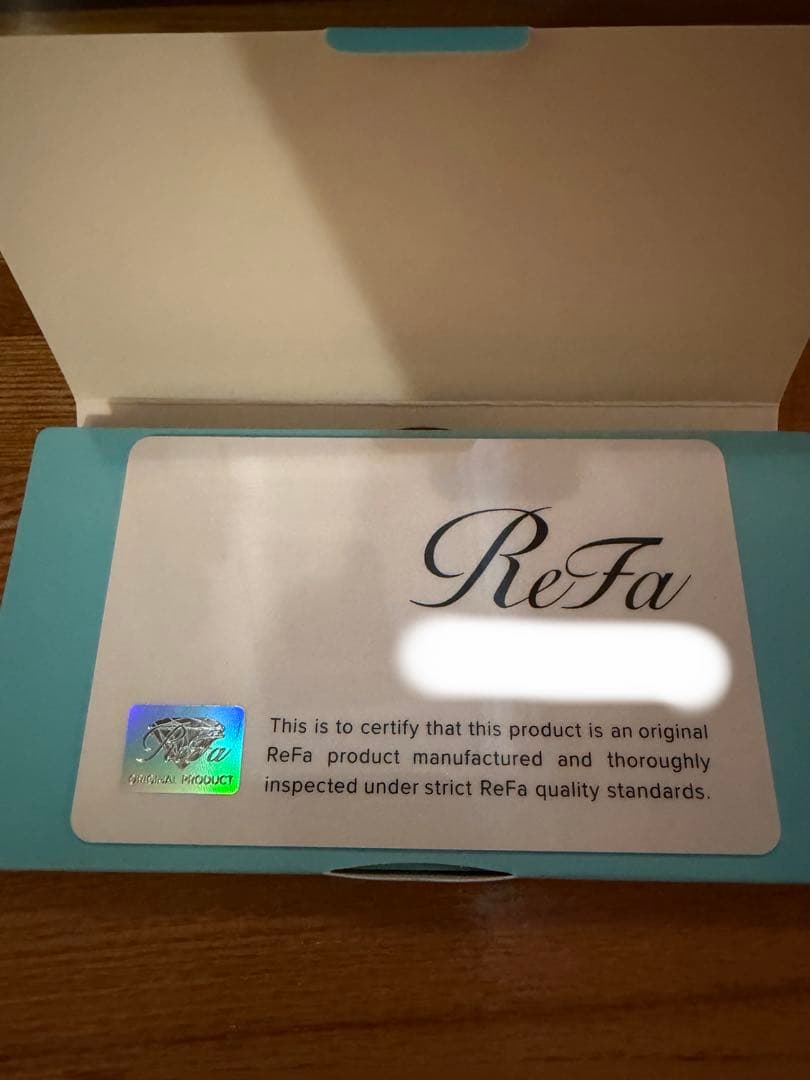 ReFa
This is to certify that this product is an original
ReFa product manufactured and thoroughly
inspected under strict ReFa quality standards.
ReFa
ORIGINAL PRODUCT